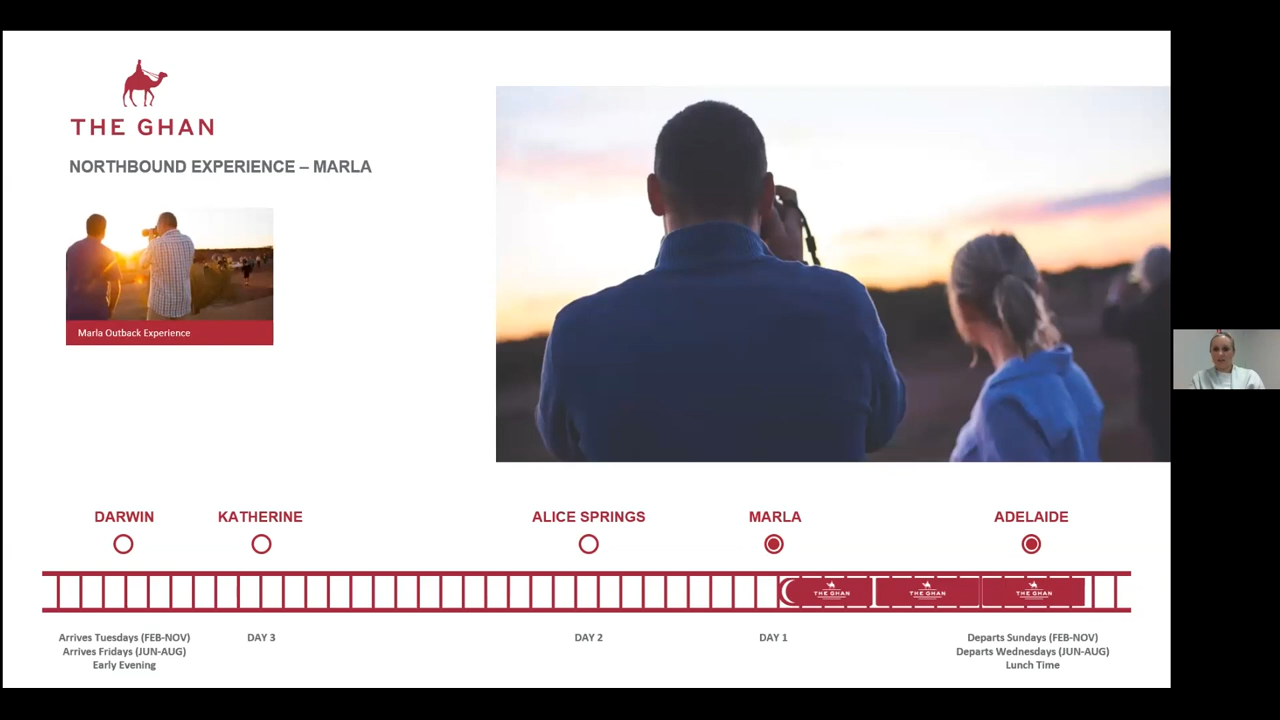 THE GHAN
NORTHBOUND EXPERIENCE – MARLA
Marla Outback Experience
DARWIN
KATHERINE
ALICE SPRINGS
MARLA
ADELAIDE
THE GHAN
THE GHAN
THE GHAN
Arrives Tuesdays (FEB-NOV)
Arrives Fridays (JUN-AUG)
Early Evening
DAY 3
DAY 2
DAY 1
Departs Sundays (FEB-NOV)
Departs Wednesdays (JUN-AUG)
Lunch Time